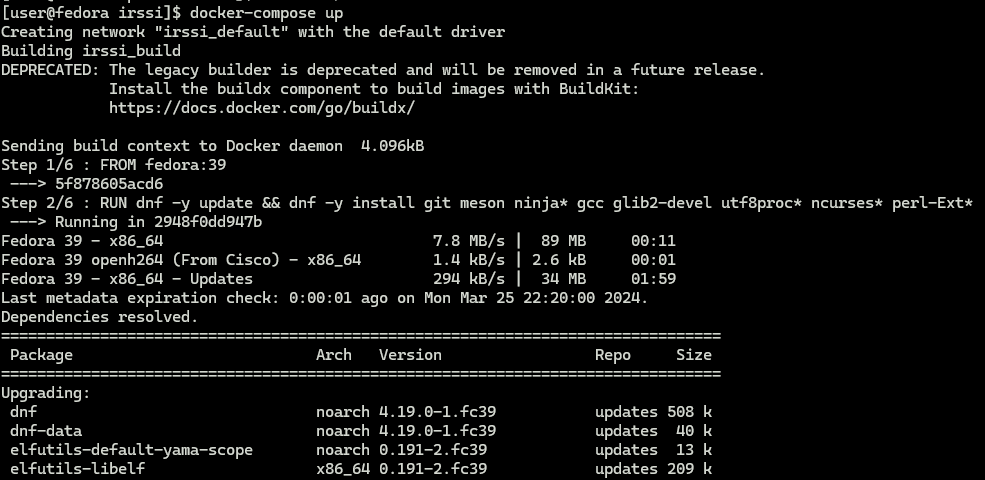 [user@fedora irssi]$ docker-compose up
Creating network "irssi_default" with the default driver
Building irssi_build
DEPRECATED: The legacy builder is deprecated and will be removed in a future release.
            Install the buildx component to build images with BuildKit:
            https://docs.docker.com/go/buildx/

Sending build context to Docker daemon  4.096kB
Step 1/6 : FROM fedora:39
 ---> 5f878605acd6
Step 2/6 : RUN dnf -y update && dnf -y install git meson ninja* gcc glib2-devel utf8proc* ncurses* perl-Ext*
 ---> Running in 2948f0dd947b
Fedora 39 - x86_64                              7.8 MB/s |  89 MB     00:11
Fedora 39 openh264 (From Cisco) - x86_64        1.4 kB/s | 2.6 kB     00:01
Fedora 39 - x86_64 - Updates                    294 kB/s |  34 MB     01:59
Last metadata expiration check: 0:00:01 ago on Mon Mar 25 22:20:00 2024.
Dependencies resolved.
================================================================================
 Package                           Arch   Version                 Repo     Size
================================================================================
Upgrading:
 dnf                               noarch 4.19.0-1.fc39           updates 508 k
 dnf-data                          noarch 4.19.0-1.fc39           updates  40 k
 elfutils-default-yama-scope       noarch 0.191-2.fc39            updates  13 k
 elfutils-libelf                   x86_64 0.191-2.fc39            updates 209 k